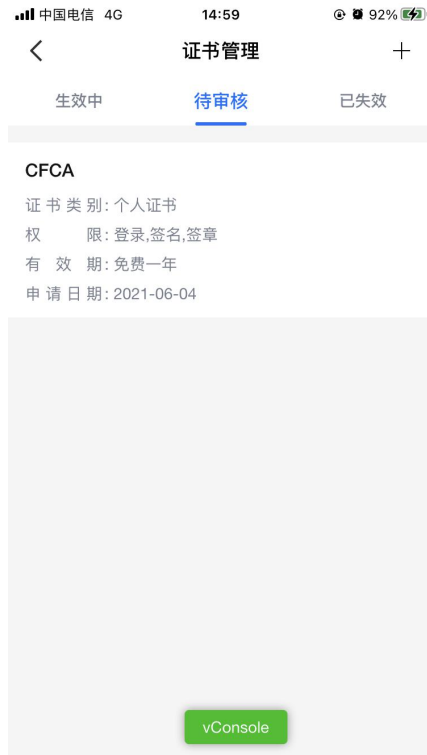 中国电信 4G 14:59 92%
证书管理
生效中 待审核 已失效
CFCA
证书类别:个人证书
权 限:登录,签名,签章
有 效 期:免费一年
申请日期:2021-06-04
vConsole